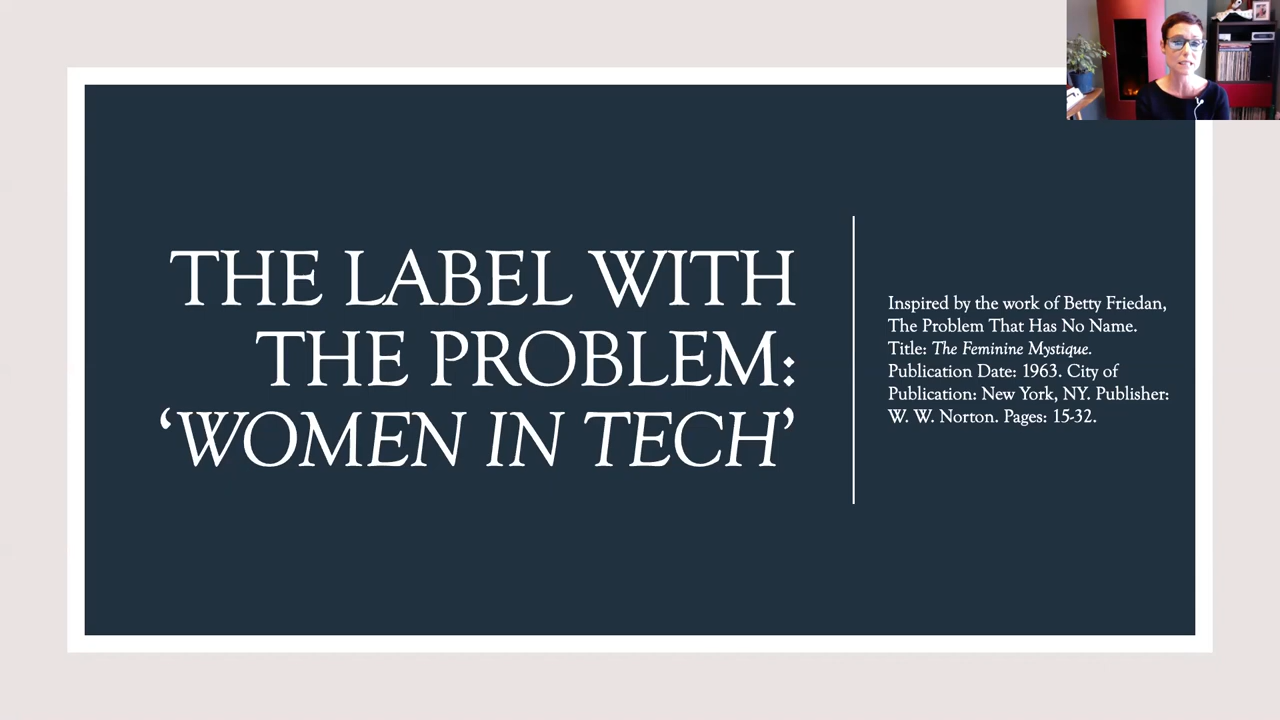 THE LABEL WITH
THE PROBLEM:
‘WOMEN IN TECH’
Inspired by the work of Betty Friedan,
The Problem That Has No Name.
Title: The Feminine Mystique.
Publication Date: 1963. City of
Publication: New York, NY. Publisher:
W. W. Norton. Pages: 15-32.